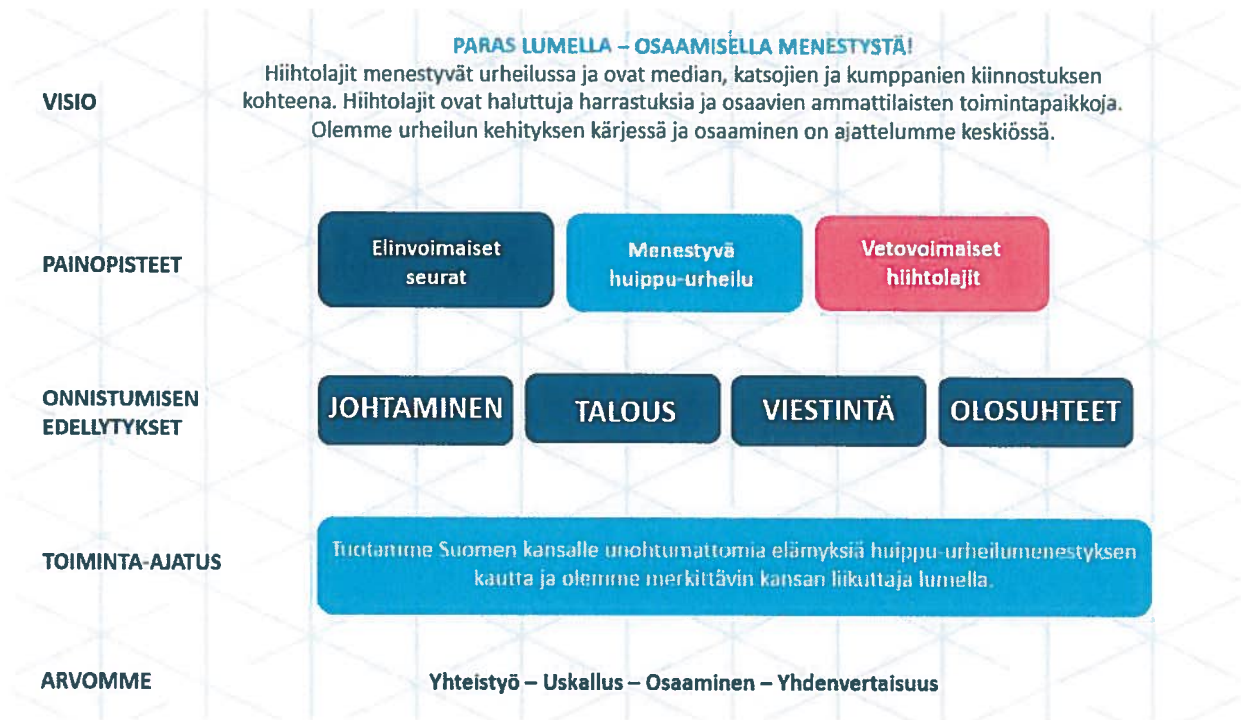 PARAS LUMELLA – OSAAMISELLA MENESTYSTÄ!
VISIO
Hiihtolajit menestyvät urheilussa ja ovat median, katsojien ja kumppanien kiinnostuksen
kohteena. Hiihtolajit ovat haluttuja harrastuksia ja osaavien ammattilaisten toimintapaikkoja.
Olemme urheilun kehityksen kärjessä ja osaaminen on ajattelumme keskiössä.
PAINOPISTEET
Elinvoimaiset
seurat
Menestyvä
huippu-urheilu
Vetovoimaiset
hiihtolajit
ONNISTUMISEN
EDELLYTYKSET
JOHTAMINEN
TALOUS
VIESTINTÄ
OLOSUHTEET
TOIMINTA-AJATUS
Tuotamme Suomen kansalle unohtumattomia elämyksiä huippu-urheilumenestyksen
kautta ja olemme merkittävin kansan liikuttaja lumella.
ARVOMME
Yhteistyö – Uskallus – Osaaminen – Yhdenvertaisuus